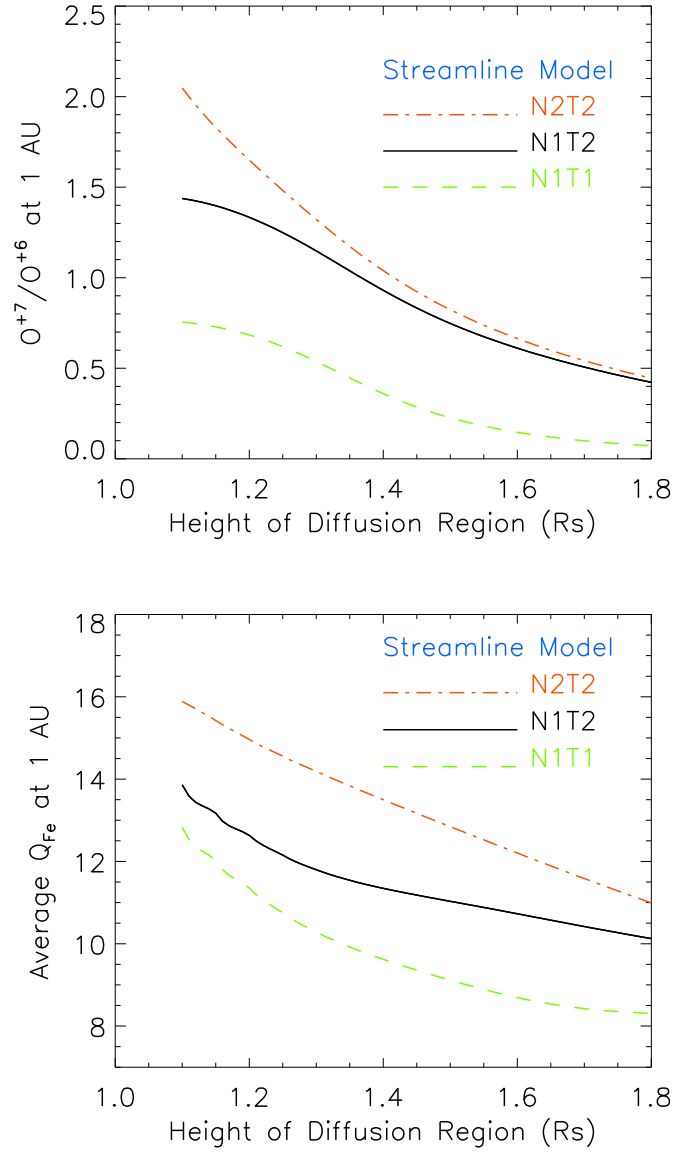 2.5
2.0
1.5
1.0
0.5
0.0
O+7/O+6 at 1 AU
Streamline Model
N2T2
N1T2
N1T1
1.0 1.2 1.4 1.6 1.8
Height of Diffusion Region (Rs)
18
16
14
12
10
8
Average QFe at 1 AU
Streamline Model
N2T2
N1T2
N1T1
1.0 1.2 1.4 1.6 1.8
Height of Diffusion Region (Rs)